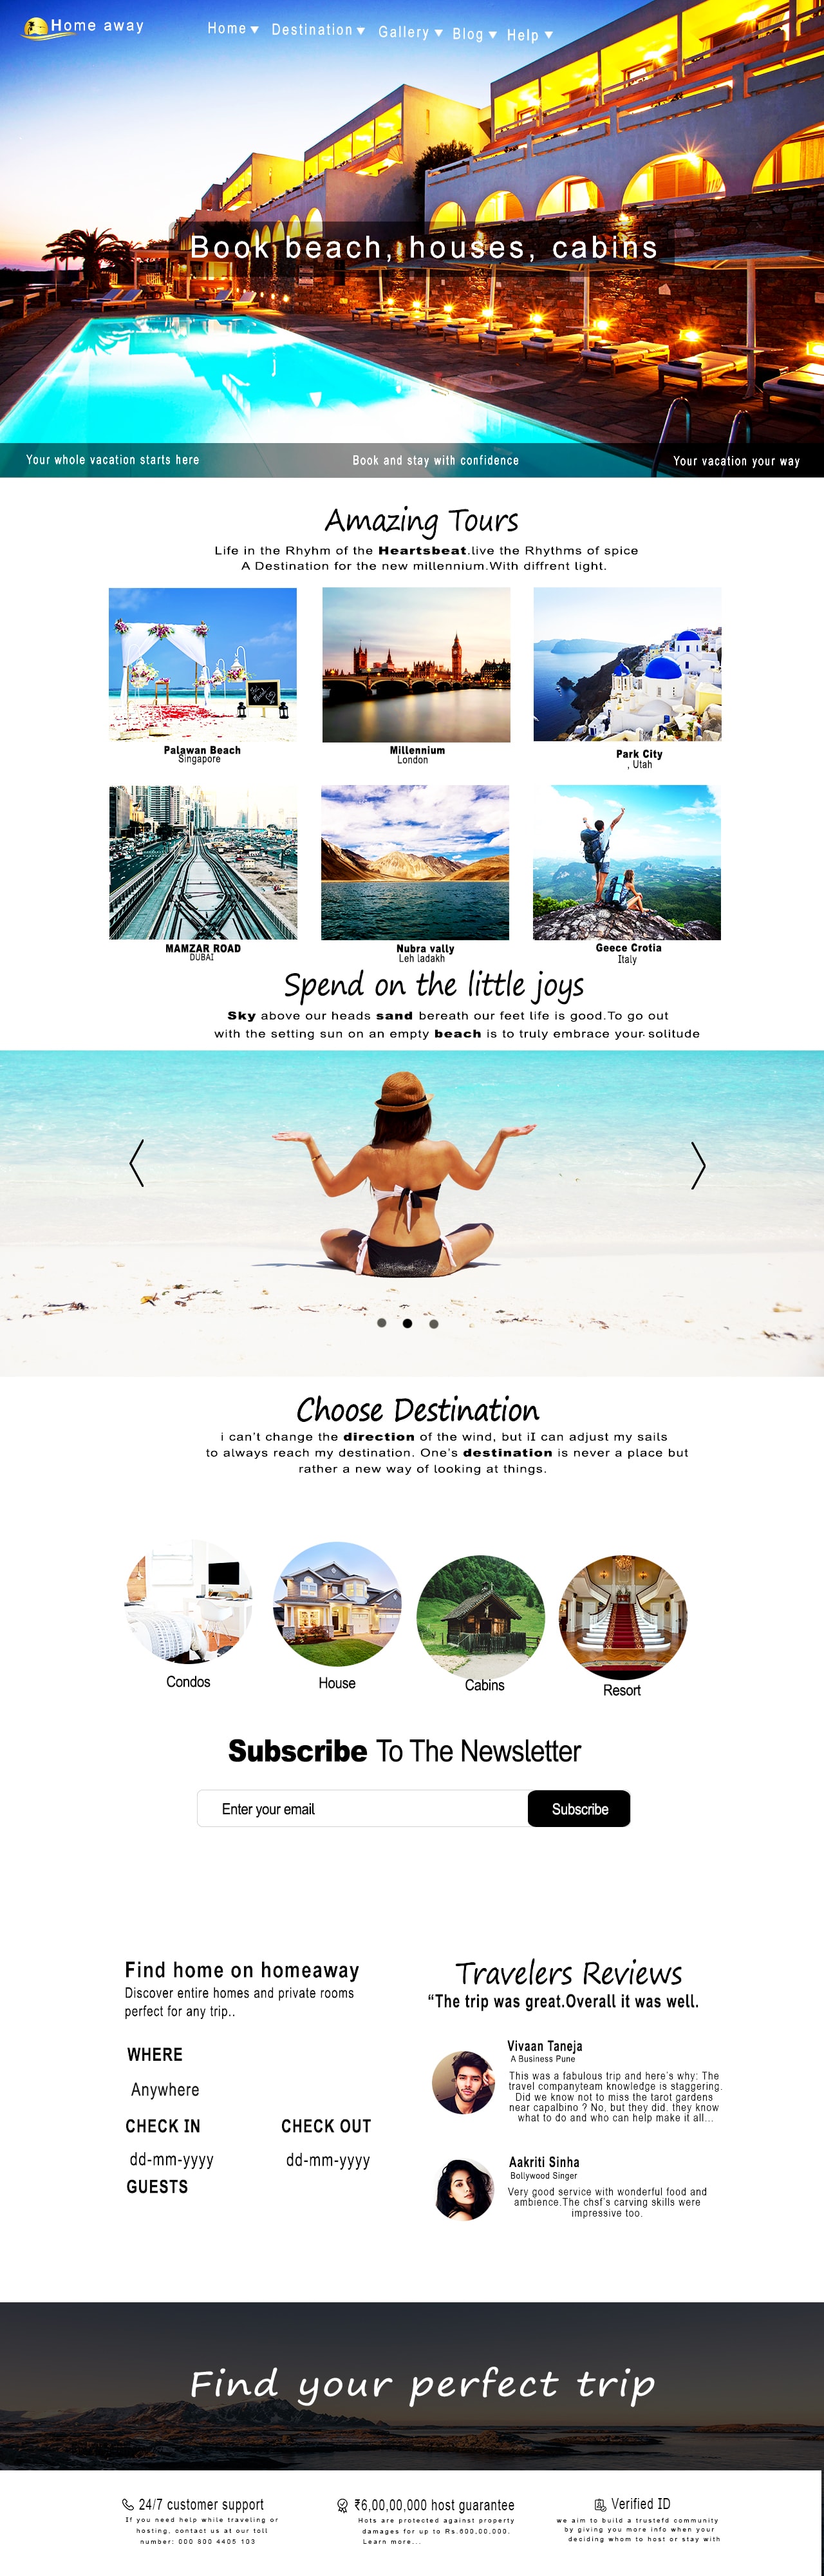 Home away
Home Destination Gallery Blog Help
Book beach, houses, cabins
Your whole vacation starts here
Book and stay with confidence
Your vacation your way
Amazing Tours
Life in the Rhyhm of the Heartsbeat.live the Rhythms of spice
A Destination for the new millennium.With diffrent light.
Palawan Beach
Singapore
Millennium
London
Park City
, Utah
MAMZAR ROAD
DUBAI
Nubra vally
Leh ladakh
Geece Crotia
Italy
Spend on the little joys
Sky above our heads sand bereath our feet life is good.To go out
with the setting sun on an empty beach is to truly embrace your solitude
Choose Destination
i can't change the direction of the wind, but iI can adjust my sails
to always reach my destination. One's destination is never a place but
rather a new way of looking at things.
Condos
House
Cabins
Resort
Subscribe To The Newsletter
Enter your email
Subscribe
Find home on homeaway
Discover entire homes and private rooms
perfect for any trip..
WHERE
Anywhere
CHECK IN
CHECK OUT
dd-mm-yyyy
dd-mm-yyyy
GUESTS
Travelers Reviews
“The trip was great.Overall it was well.
Vivaan Taneja
A Business Pune
This was a fabulous trip and here's why: The
travel companyteam knowledge is staggering.
Did we know not to miss the tarot gardens
near capalbino ? No, but they did. they know
what to do and who can help make it all...
Aakriti Sinha
Bollywood Singer
Very good service with wonderful food and
ambience.The chsf's carving skills were
impressive too.
Find your perfect trip
24/7 customer support
If you need help while traveling or
hosting, contact us at our toll
number: 000 800 4405 103
₹6,00,00,000 host guarantee
Hots are protected against property
damages for up to Rs.600,00,000.
Learn more...
Verified ID
we aim to build a trustefd community
by giving you more info when your
deciding whom to host or stay with